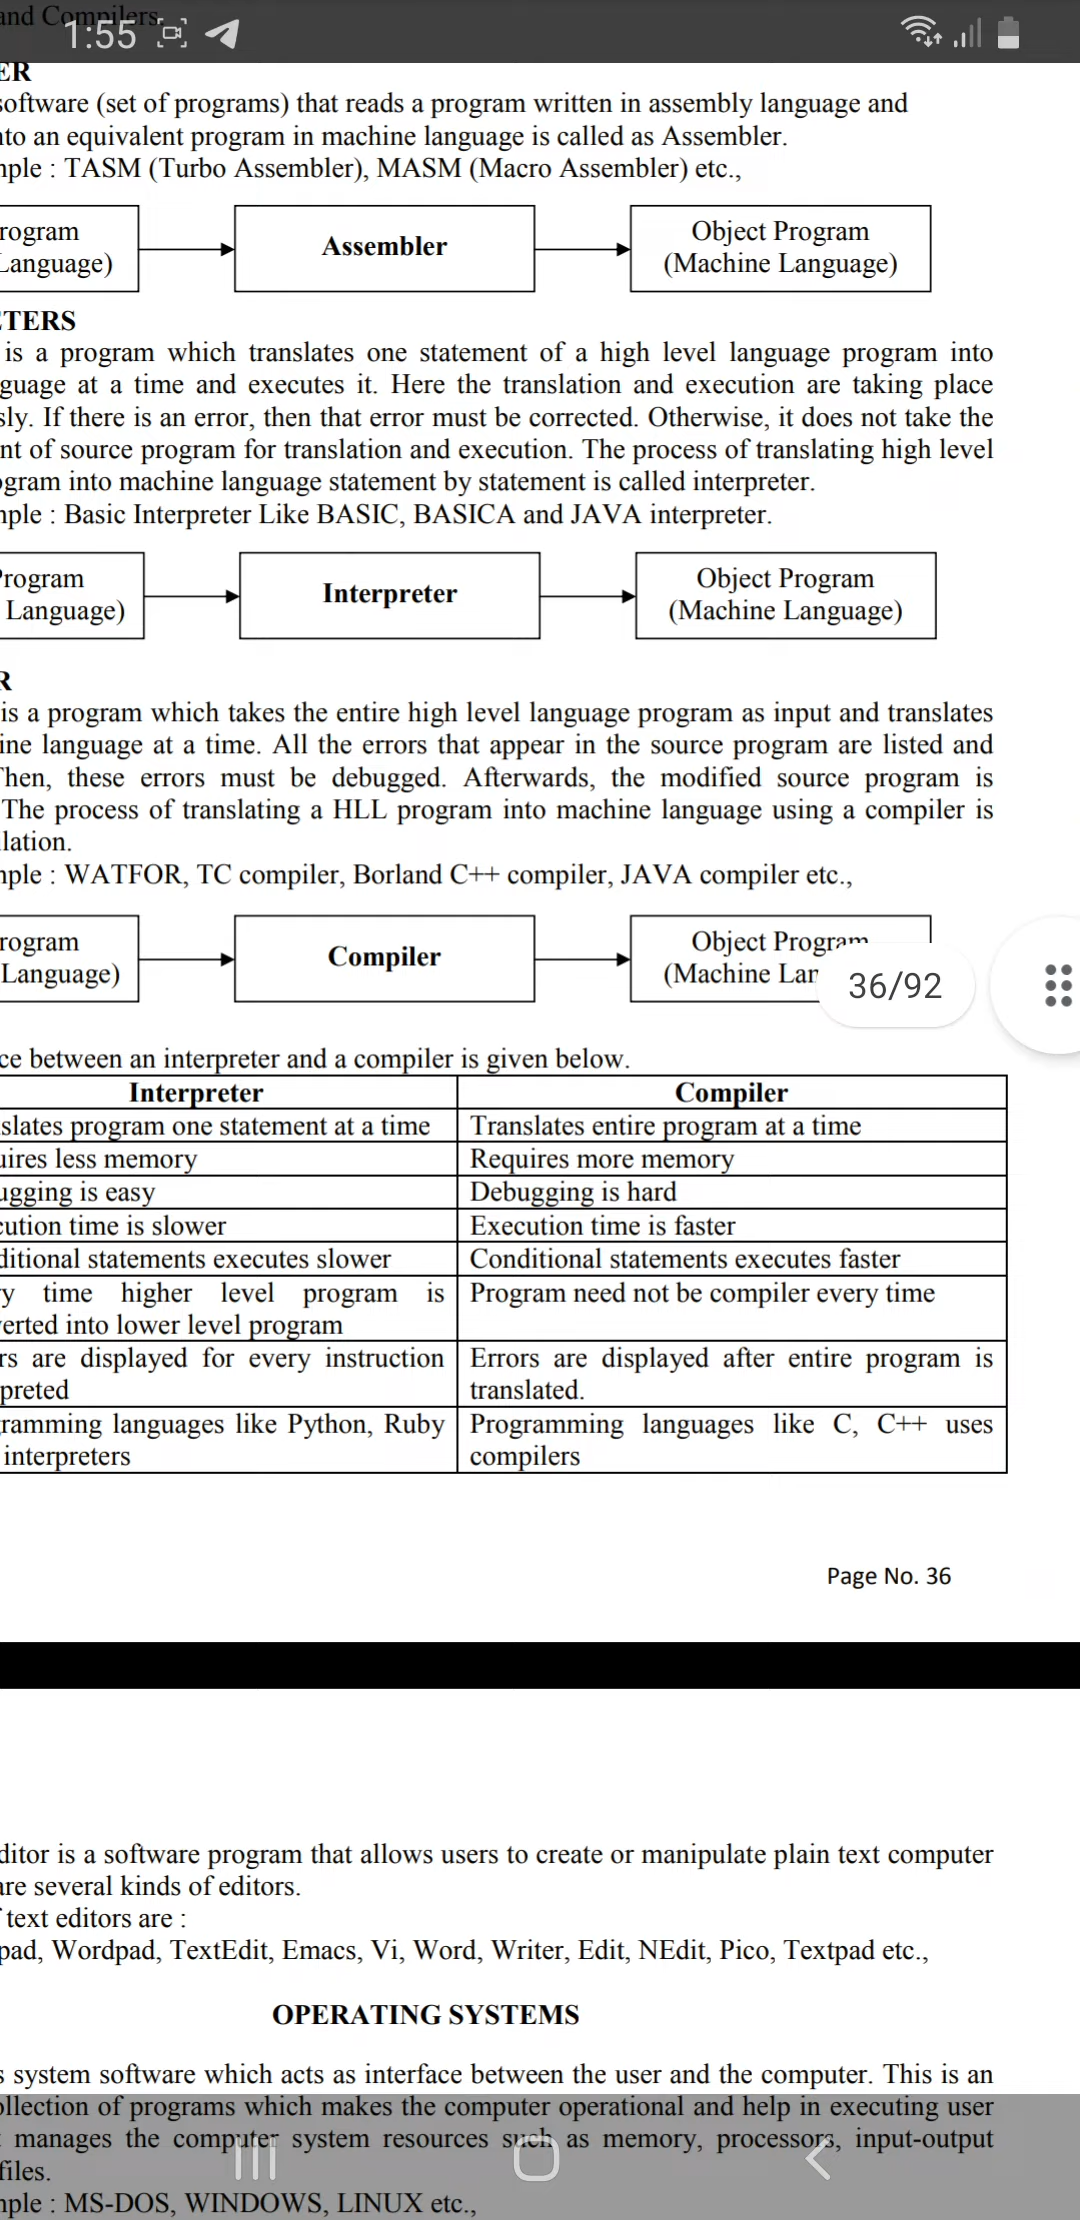 and Compilers.
1:55
ER
software (set of programs) that reads a program written in assembly language and
nto an equivalent program in machine language is called as Assembler.
nple : TASM (Turbo Assembler), MASM (Macro Assembler) etc.,
rogram
Language)
Assembler
Object Program
(Machine Language)
ETERS
is a program which translates one statement of a high level language program into
guage at a time and executes it. Here the translation and execution are taking place
sly. If there is an error, then that error must be corrected. Otherwise, it does not take the
nt of source program for translation and execution. The process of translating high level
ogram into machine language statement by statement is called interpreter.
nple : Basic Interpreter Like BASIC, BASICA and JAVA interpreter.
Program
Language)
Interpreter
Object Program
(Machine Language)
R
is a program which takes the entire high level language program as input and translates
ine language at a time. All the errors that appear in the source program are listed and
Then, these errors must be debugged. Afterwards, the modified source program is
The process of translating a HLL program into machine language using a compiler is
lation.
nple : WATFOR, TC compiler, Borland C++ compiler, JAVA compiler etc.,
rogram
Language)
Compiler
Object Program
(Machine Lan
36/92
ce between an interpreter and a compiler is given below.
Interpreter
Compiler
slates program one statement at a time
Translates entire program at a time
uires less memory
Requires more memory
ugging is easy
Debugging is hard
cution time is slower
Execution time is faster
ditional statements executes slower
Conditional statements executes faster
y time higher level program is
verted into lower level program
Program need not be compiler every time
rs are displayed for every instruction
preted
Errors are displayed after entire program is
translated.
ramming languages like Python, Ruby
interpreters
Programming languages like C, C++ uses
compilers
Page No. 36
ditor is a software program that allows users to create or manipulate plain text computer
are several kinds of editors.
text editors are :
pad, Wordpad, TextEdit, Emacs, Vi, Word, Writer, Edit, NEdit, Pico, Textpad etc.,
OPERATING SYSTEMS
s system software which acts as interface between the user and the computer. This is an
ollection of programs which makes the computer operational and help in executing user
manages the computer system resources such as memory, processors, input-output
files.
nple : MS-DOS, WINDOWS, LINUX etc.,